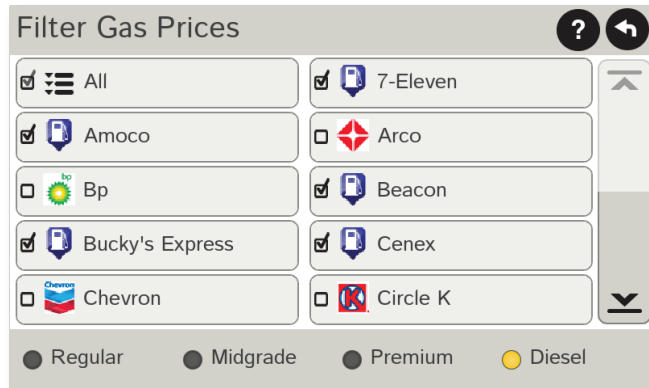 Filter Gas Prices ?
All 7-Eleven
Amoco Arco
bp
Bp Beacon
Bucky's Express Cenex
Chevron
Chevron K Circle K
Regular Midgrade Premium Diesel